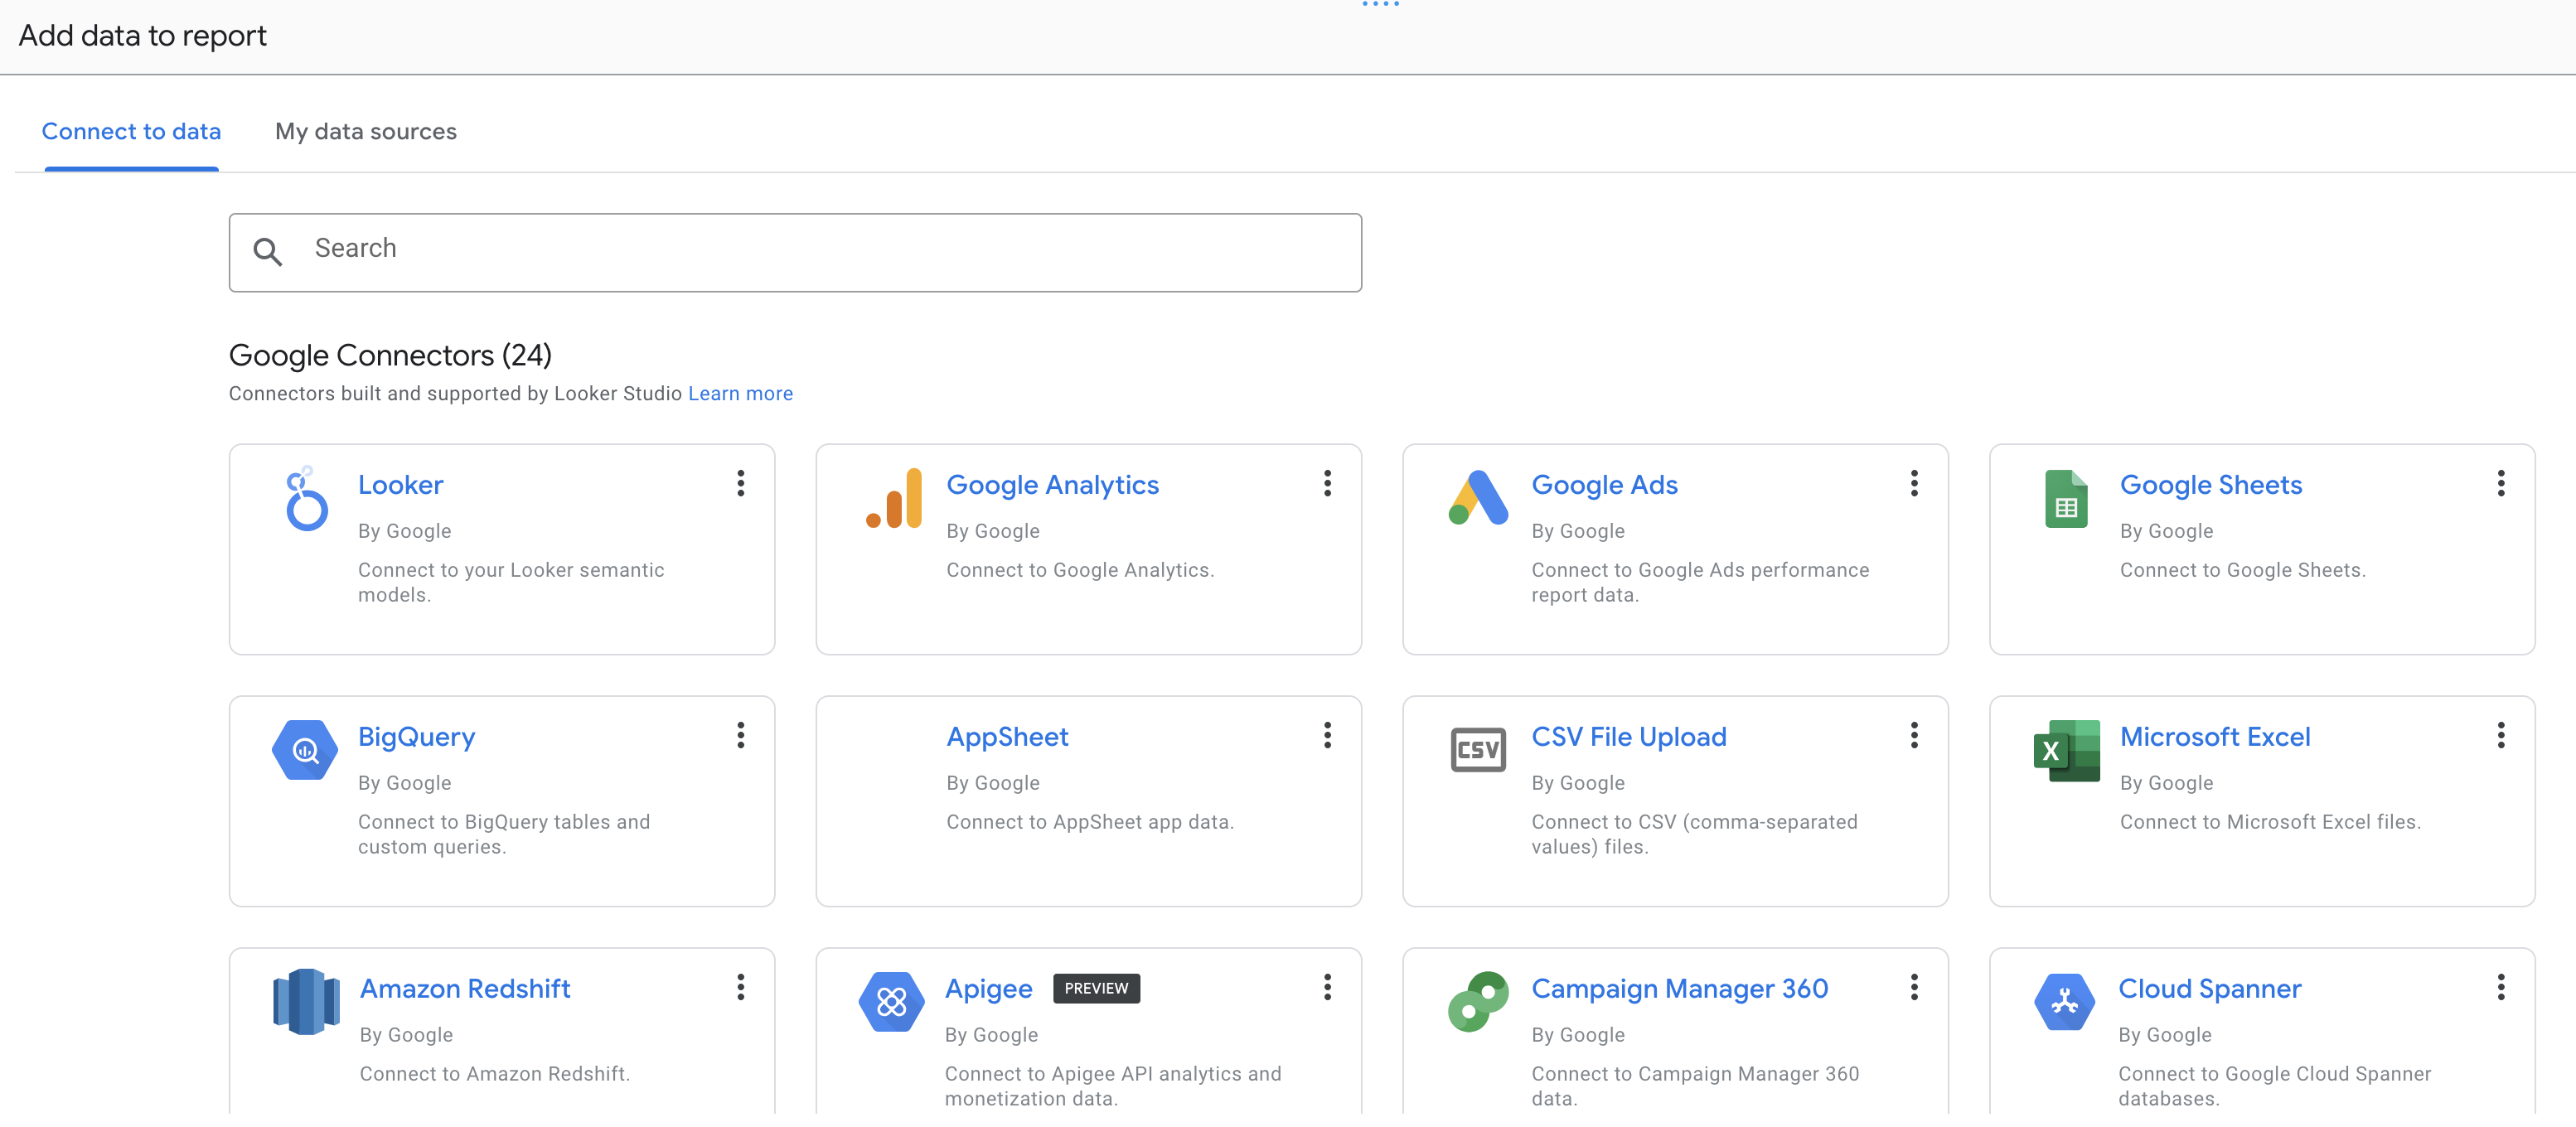 Add data to report
Connect to data
My data sources
Search
Google Connectors (24)
Connectors built and supported by Looker Studio Learn more
Looker
By Google
Connect to your Looker semantic
models.
Google Analytics
By Google
Connect to Google Analytics.
Google Ads
By Google
Connect to Google Ads performance
report data.
Google Sheets
By Google
Connect to Google Sheets.
BigQuery
By Google
Connect to BigQuery tables and
custom queries.
AppSheet
By Google
Connect to AppSheet app data.
CSV
CSV File Upload
By Google
Connect to CSV (comma-separated
values) files.
X
Microsoft Excel
By Google
Connect to Microsoft Excel files.
Amazon Redshift
By Google
Connect to Amazon Redshift.
Apigee PREVIEW
By Google
Connect to Apigee API analytics and
monetization data.
Campaign Manager 360
By Google
Connect to Campaign Manager 360
data.
Cloud Spanner
By Google
Connect to Google Cloud Spanner
databases.